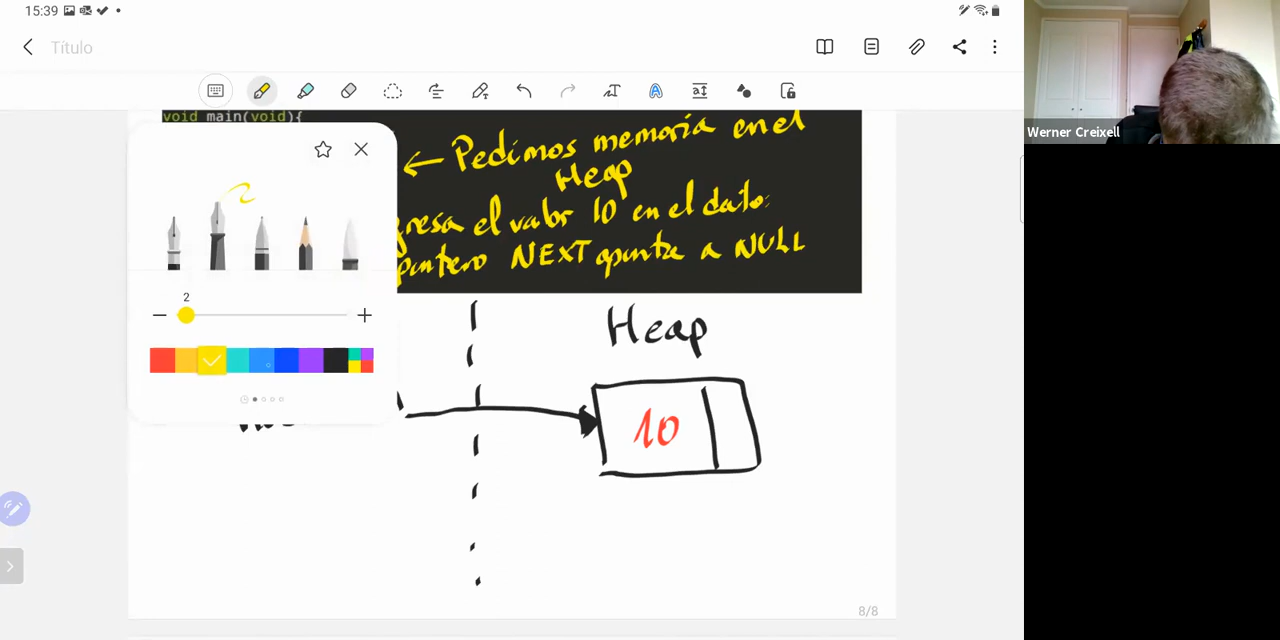 15:39
Título
void main(void){
← Pedimos memoria en el
Heap
gresa el valor 10 en el dato.
puntero NEXT apunta a NULL
2
Heap
10
8/8
Werner Creixell